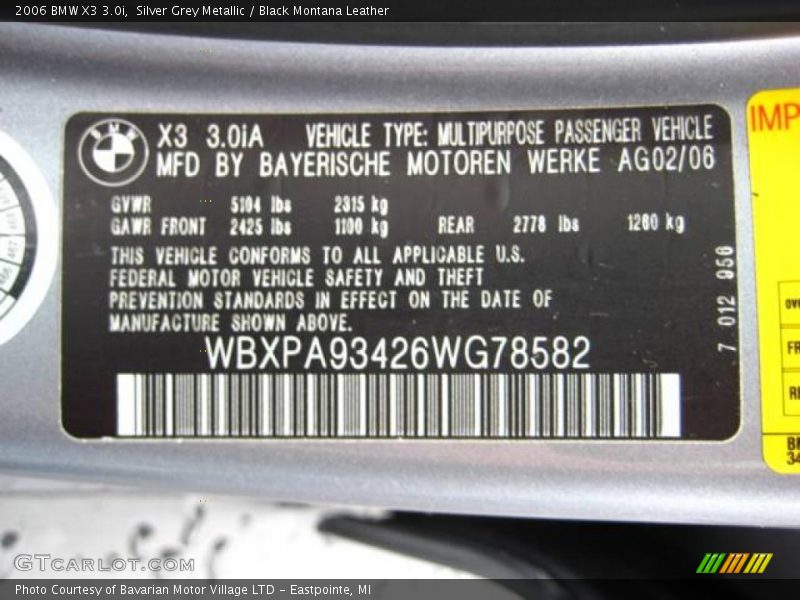 2006 BMW X3 3.0i, Silver Grey Metallic / Black Montana Leather
BMW
X3 3.0iA VEHICLE TYPE: MULTIPURPOSE PASSENGER VEHICLE
MFD BY BAYERISCHE MOTOREN WERKE AG02/06
GVWR 5104 lbs 2315 kg
GAWR FRONT 2425 lbs 1100 kg REAR 2778 lbs 1260 kg
THIS VEHICLE CONFORMS TO ALL APPLICABLE U.S.
FEDERAL MOTOR VEHICLE SAFETY AND THEFT
PREVENTION STANDARDS IN EFFECT ON THE DATE OF
MANUFACTURE SHOWN ABOVE.
WBXPA93426WG78582
7 012 050
IMP
GTCARLOT.COM
Photo Courtesy of Bavarian Motor Village LTD - Eastpointe, MI